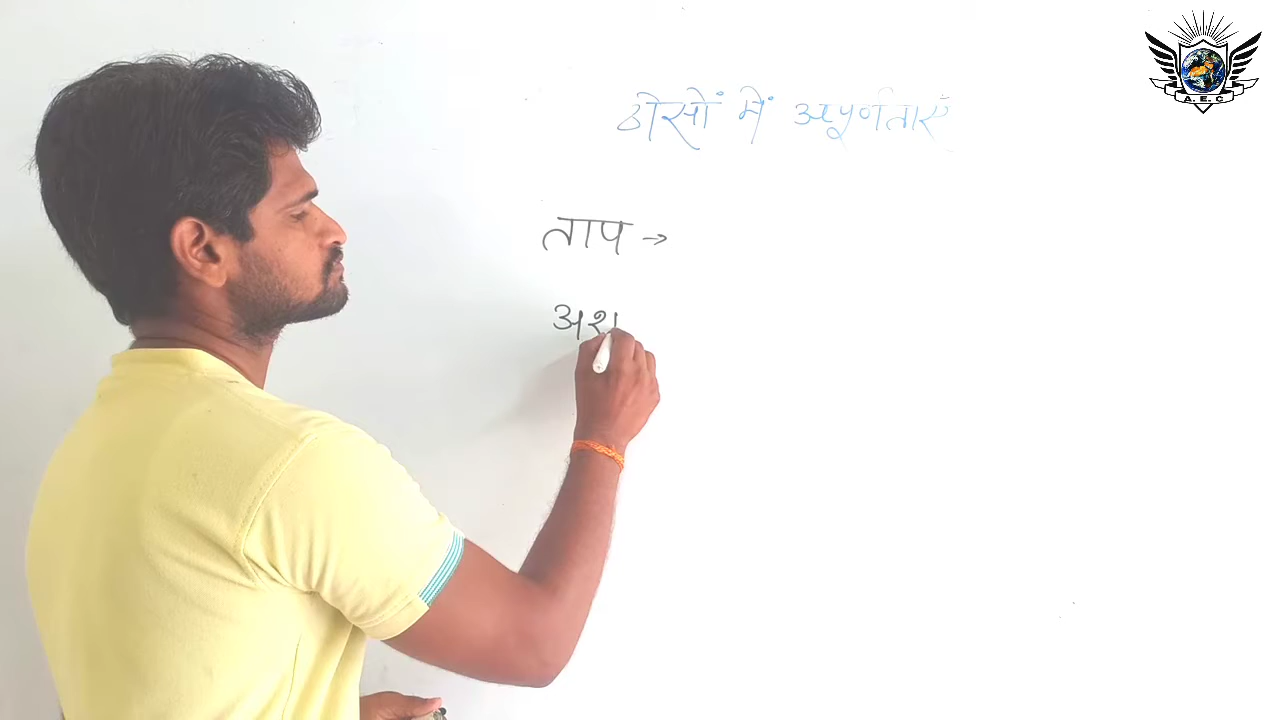 A. E. C
ठोसों में अपूर्णताएँ
ताप →
अश